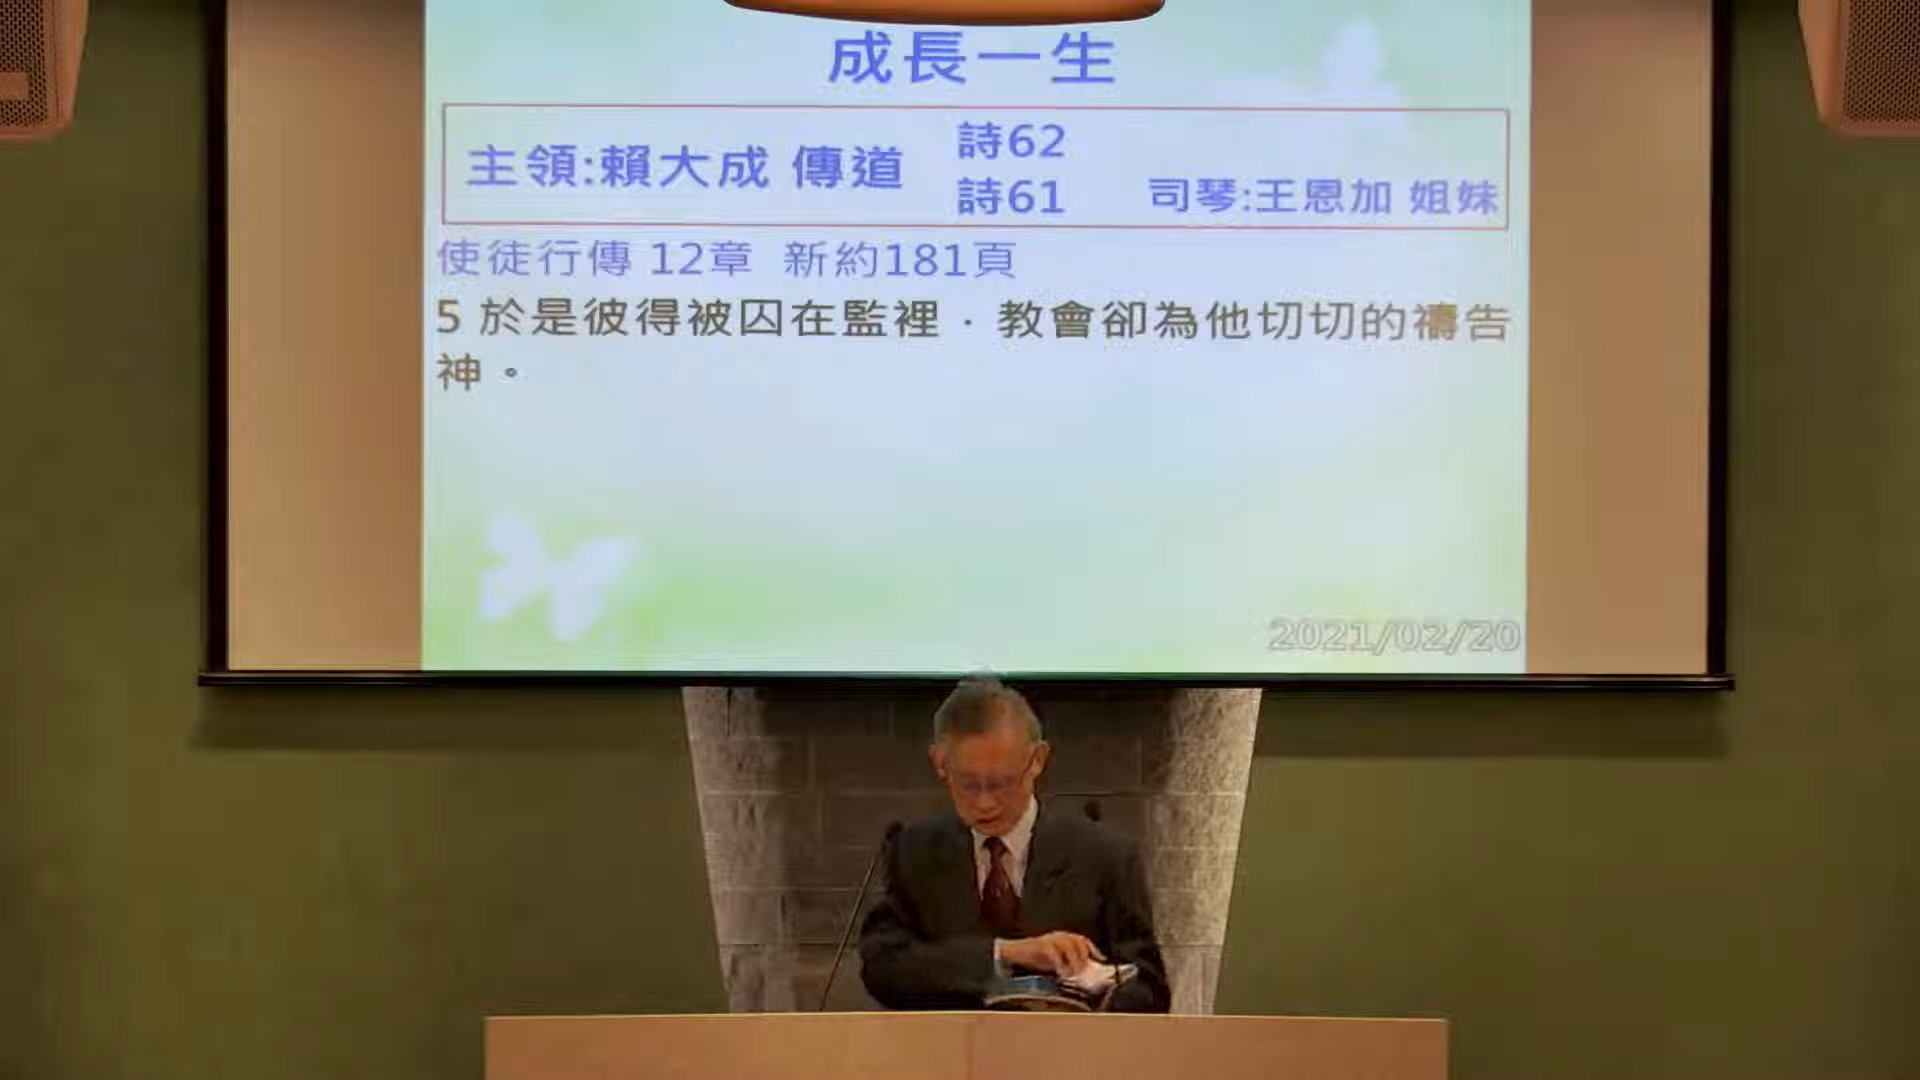 成長一生
主領:賴大成 傳道
詩62
詩61
司琴:王恩加 姐妹
使徒行傳 12章 新約181頁
5 於是彼得被囚在監裡．教會卻為他切切的禱告
神。
2021/02/20